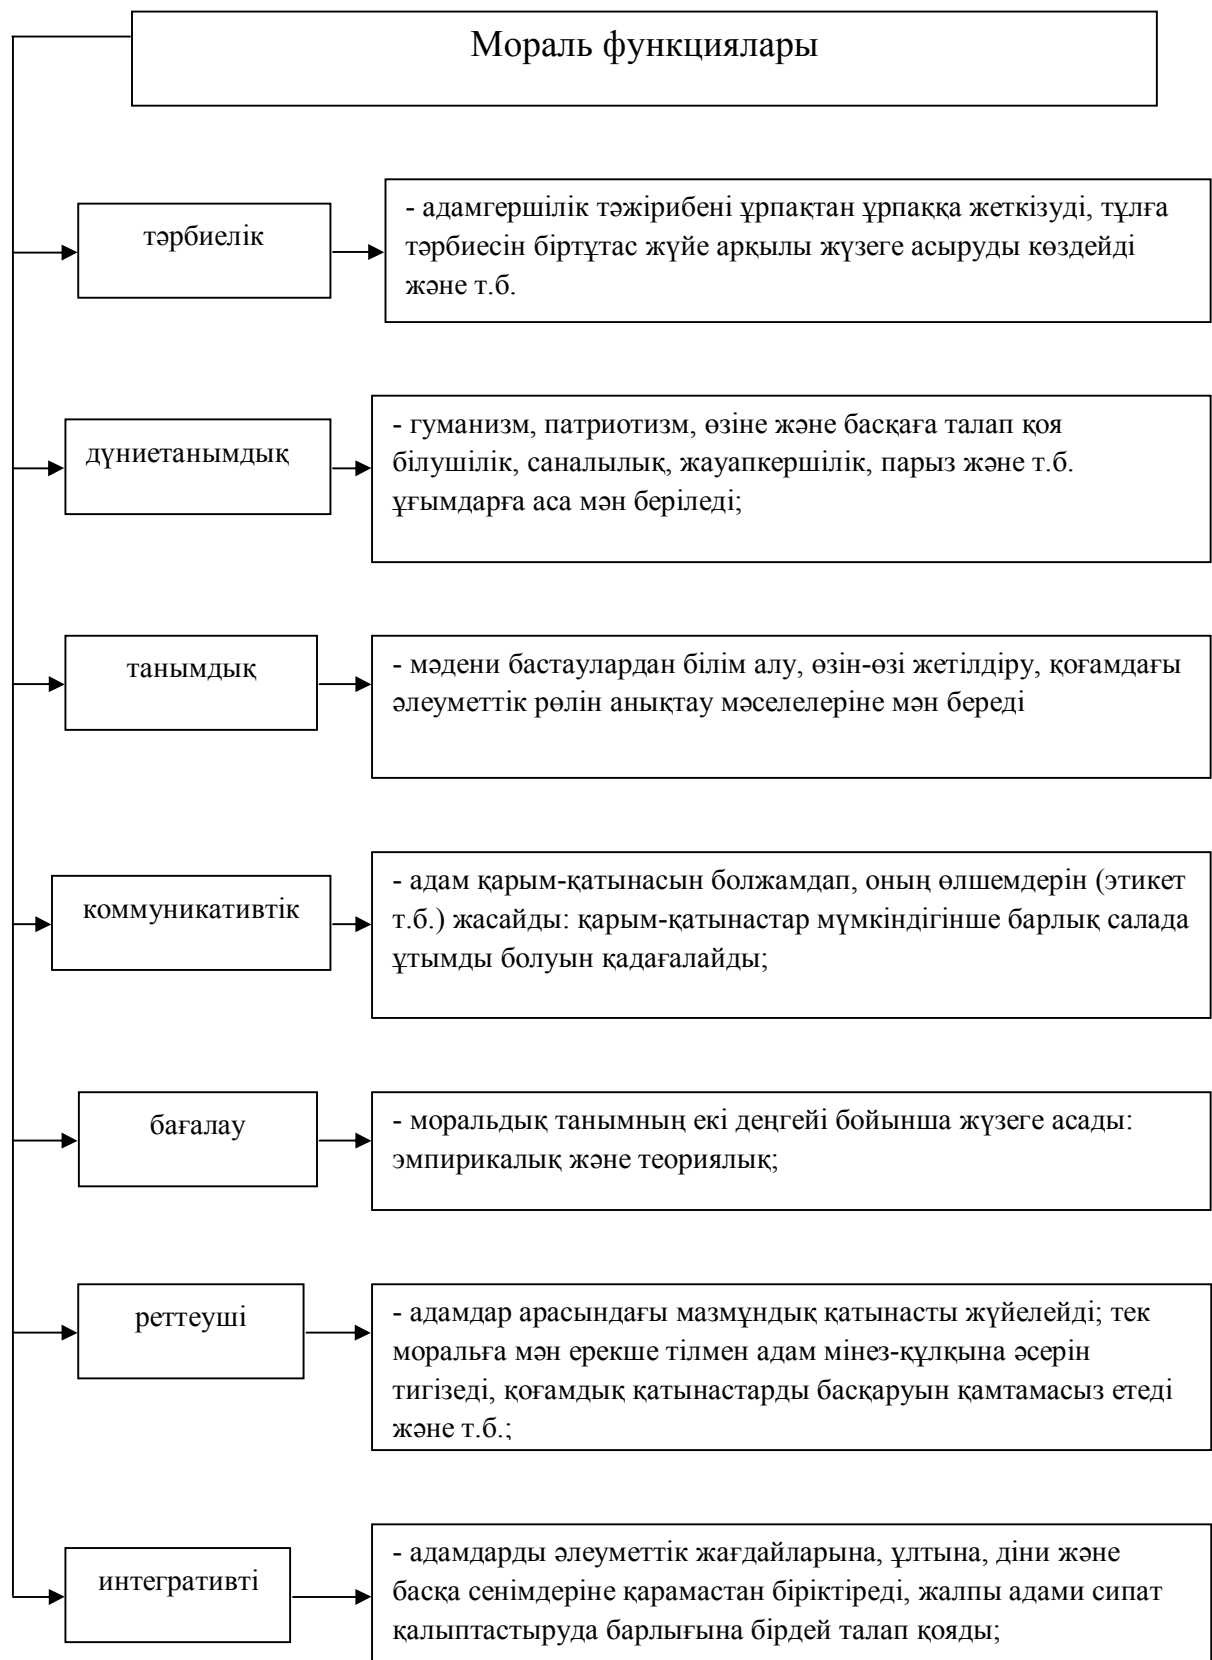 Мораль функциялары
тәрбиелік
- адамгершілік тәжірибені ұрпақтан ұрпаққа жеткізуді, тұлға
тәрбиесін біртұтас жүйе арқылы жүзеге асыруды көздейді
және т.б.
дүниетанымдық
- гуманизм, патриотизм, өзіне және басқаға талап қоя
білушілік, саналылық, жауапкершілік, парыз және т.б.
ұғымдарға аса мән беріледі;
танымдық
- мәдени бастаулардан білім алу, өзін-өзі жетілдіру, қоғамдағы
әлеуметтік рөлін анықтау мәселелеріне мән береді
коммуникативтік
- адам қарым-қатынасын болжамдап, оның өлшемдерін (этикет
т.б.) жасайды: қарым-қатынастар мүмкіндігінше барлық салада
ұтымды болуын қадағалайды;
бағалау
- моральдық танымның екі деңгейі бойынша жүзеге асады:
эмпирикалық және теориялық;
реттеуші
- адамдар арасындағы мазмұндық қатынасты жүйелейді; тек
моральға мән ерекше тілмен адам мінез-құлқына әсерін
тигізеді, қоғамдық қатынастарды басқаруын қамтамасыз етеді
және т.б.;
интегративті
- адамдарды әлеуметтік жағдайларына, ұлтына, діни және
басқа сенімдеріне қарамастан біріктіреді, жалпы адами сипат
қалыптастыруда барлығына бірдей талап қояды;